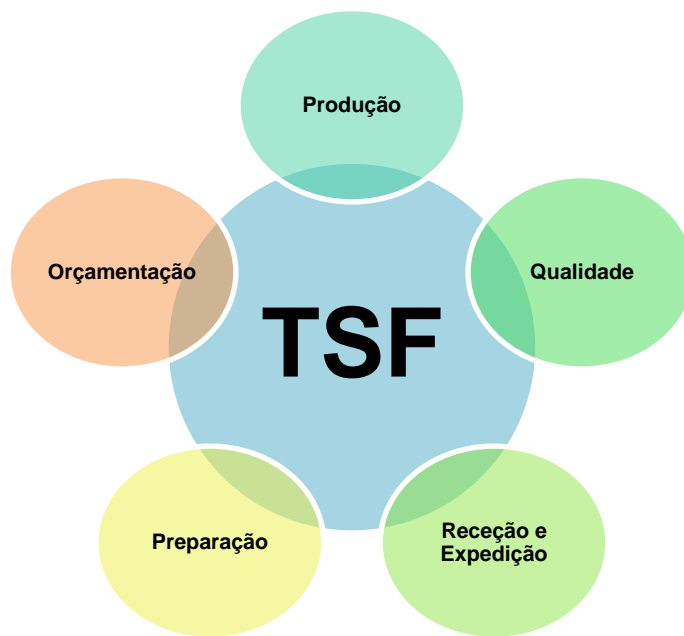 Produção
Orçamentação
Qualidade
TSF
Preparação
Receção e
Expedição